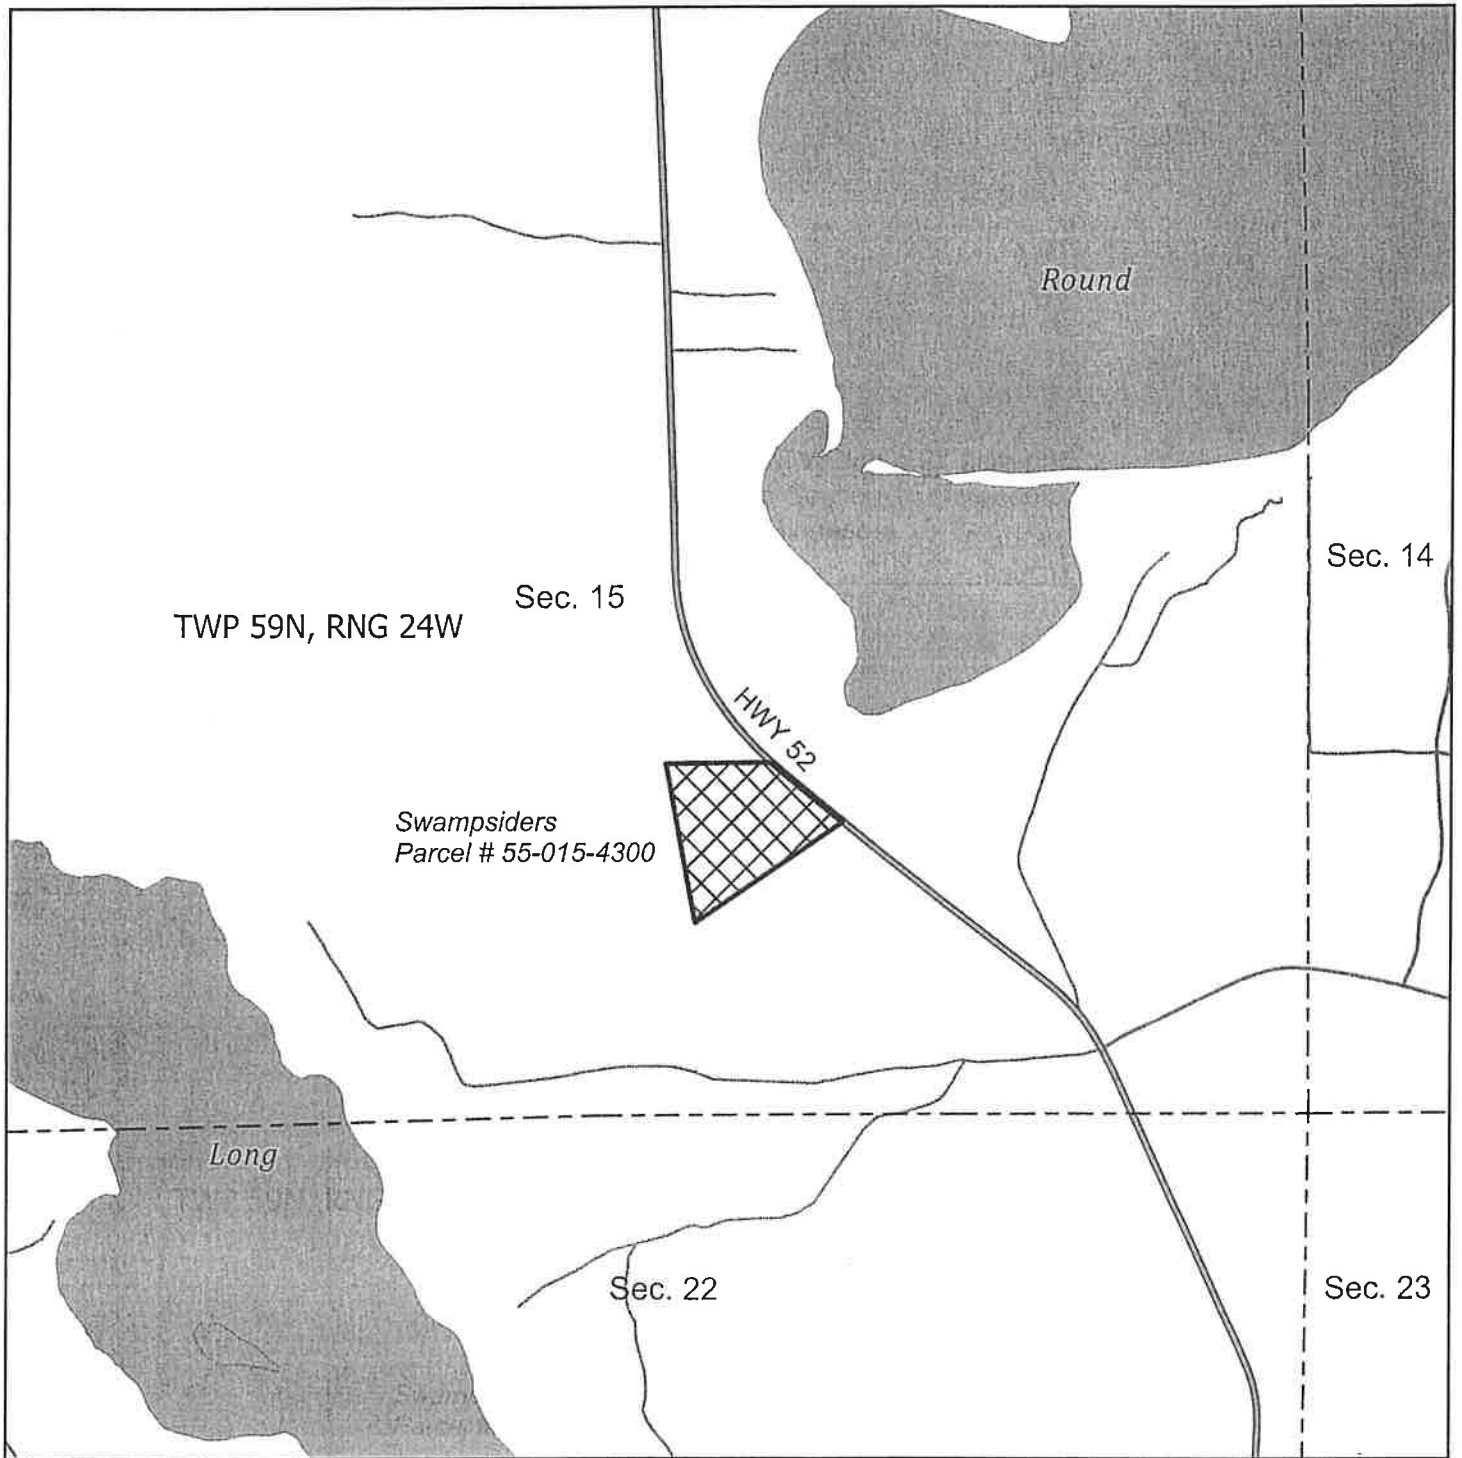 Round
Sec. 14
Sec. 15
TWP 59N, RNG 24W
HWY 52
Swampsiders
Parcel # 55-015-4300
Long
Sec. 22
Sec. 23